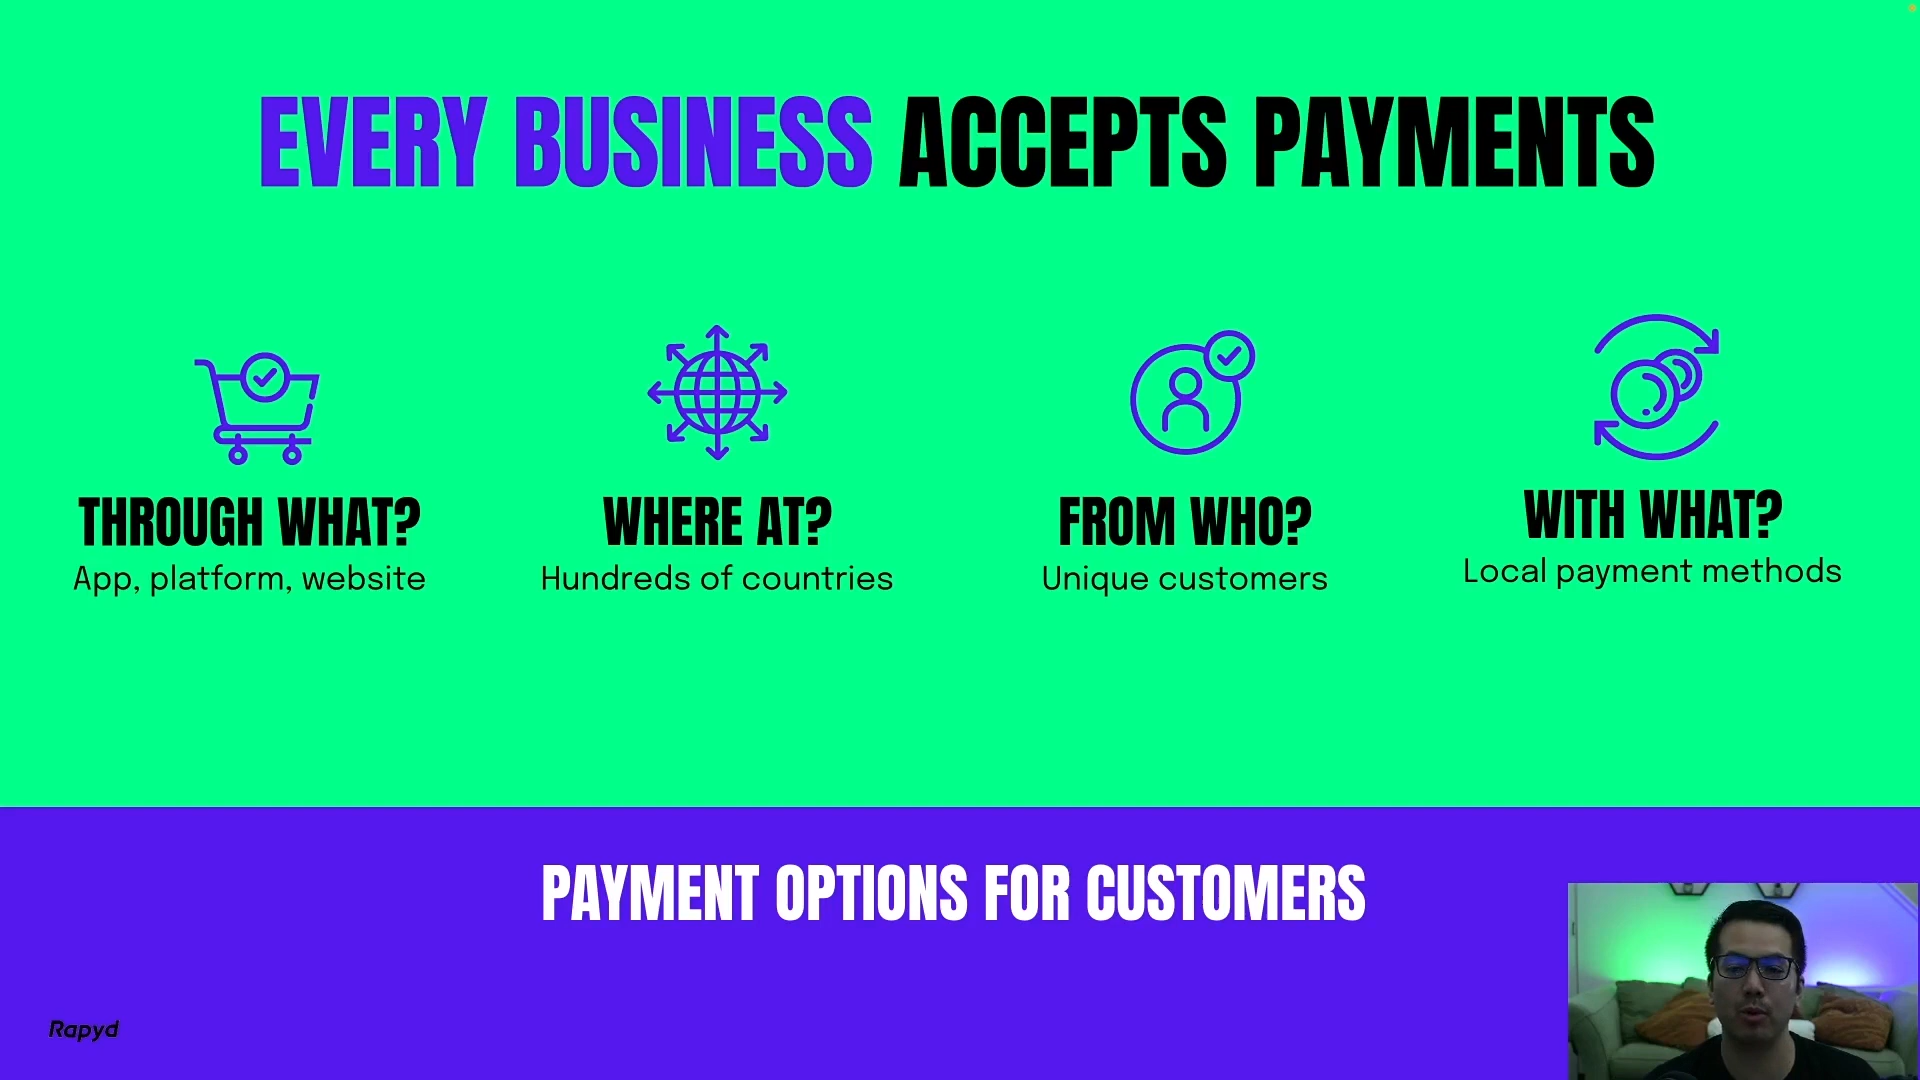 EVERY BUSINESS ACCEPTS PAYMENTS
THROUGH WHAT?
App, platform, website
WHERE AT?
Hundreds of countries
FROM WHO?
Unique customers
WITH WHAT?
Local payment methods
PAYMENT OPTIONS FOR CUSTOMERS
Rapyd